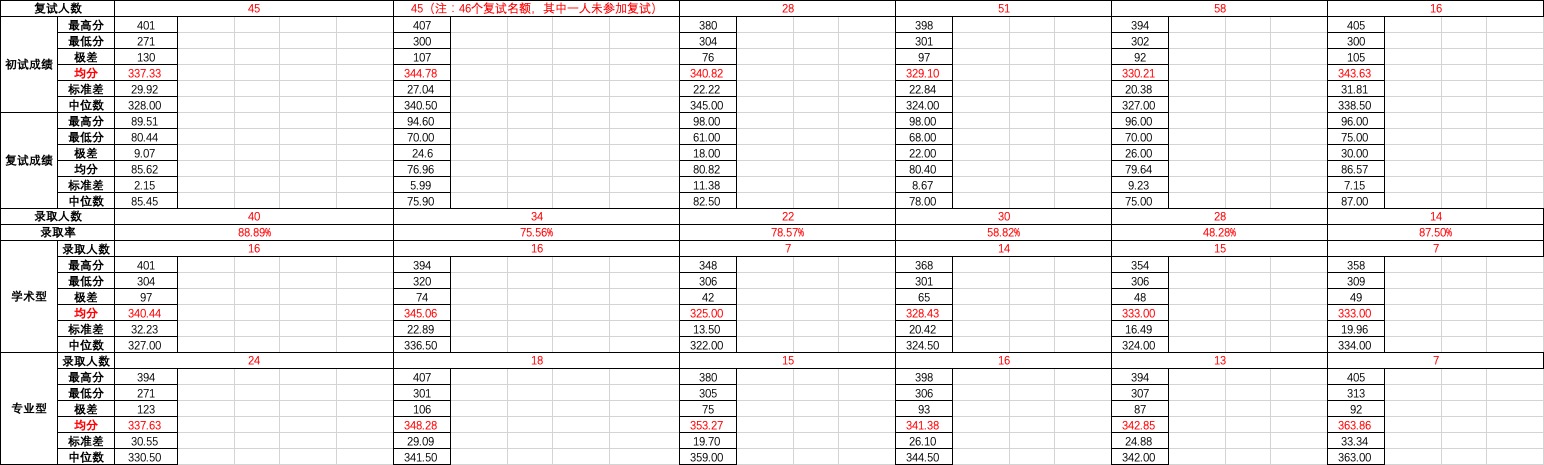 复试人数 45 45（注：46个复试名额，其中一人未参加复试） 28 51 58 16
初试成绩 最高分 401 407 380 398 394 405
最低分 271 300 304 301 302 300
极差 130 107 76 97 92 105
均分 337.33 344.78 340.82 329.10 330.21 343.63
标准差 29.92 27.04 22.22 22.84 20.38 31.81
中位数 328.00 340.50 345.00 324.00 327.00 338.50
复试成绩 最高分 89.51 94.60 98.00 98.00 96.00 96.00
最低分 80.44 70.00 61.00 68.00 70.00 75.00
极差 9.07 24.6 18.00 22.00 26.00 30.00
均分 85.62 76.96 80.82 80.40 79.64 86.57
标准差 2.15 5.99 11.38 8.67 9.23 7.15
中位数 85.45 75.90 82.50 78.00 75.00 87.00
录取人数 40 34 22 30 28 14
录取率 88.89% 75.56% 78.57% 58.82% 48.28% 87.50%
学术型 录取人数 16 16 7 14 15 7
最高分 401 394 348 368 354 358
最低分 304 320 306 301 306 309
极差 97 74 42 65 48 49
均分 340.44 345.06 325.00 328.43 333.00 333.00
标准差 32.23 22.89 13.50 20.42 16.49 19.96
中位数 327.00 336.50 322.00 324.50 324.00 334.00
专业型 录取人数 24 18 15 16 13 7
最高分 394 407 380 398 394 405
最低分 271 301 305 306 307 313
极差 123 106 75 93 87 92
均分 337.63 348.28 353.27 341.38 342.85 363.86
标准差 30.55 29.09 19.70 26.10 24.88 33.34
中位数 330.50 341.50 359.00 344.50 342.00 363.00